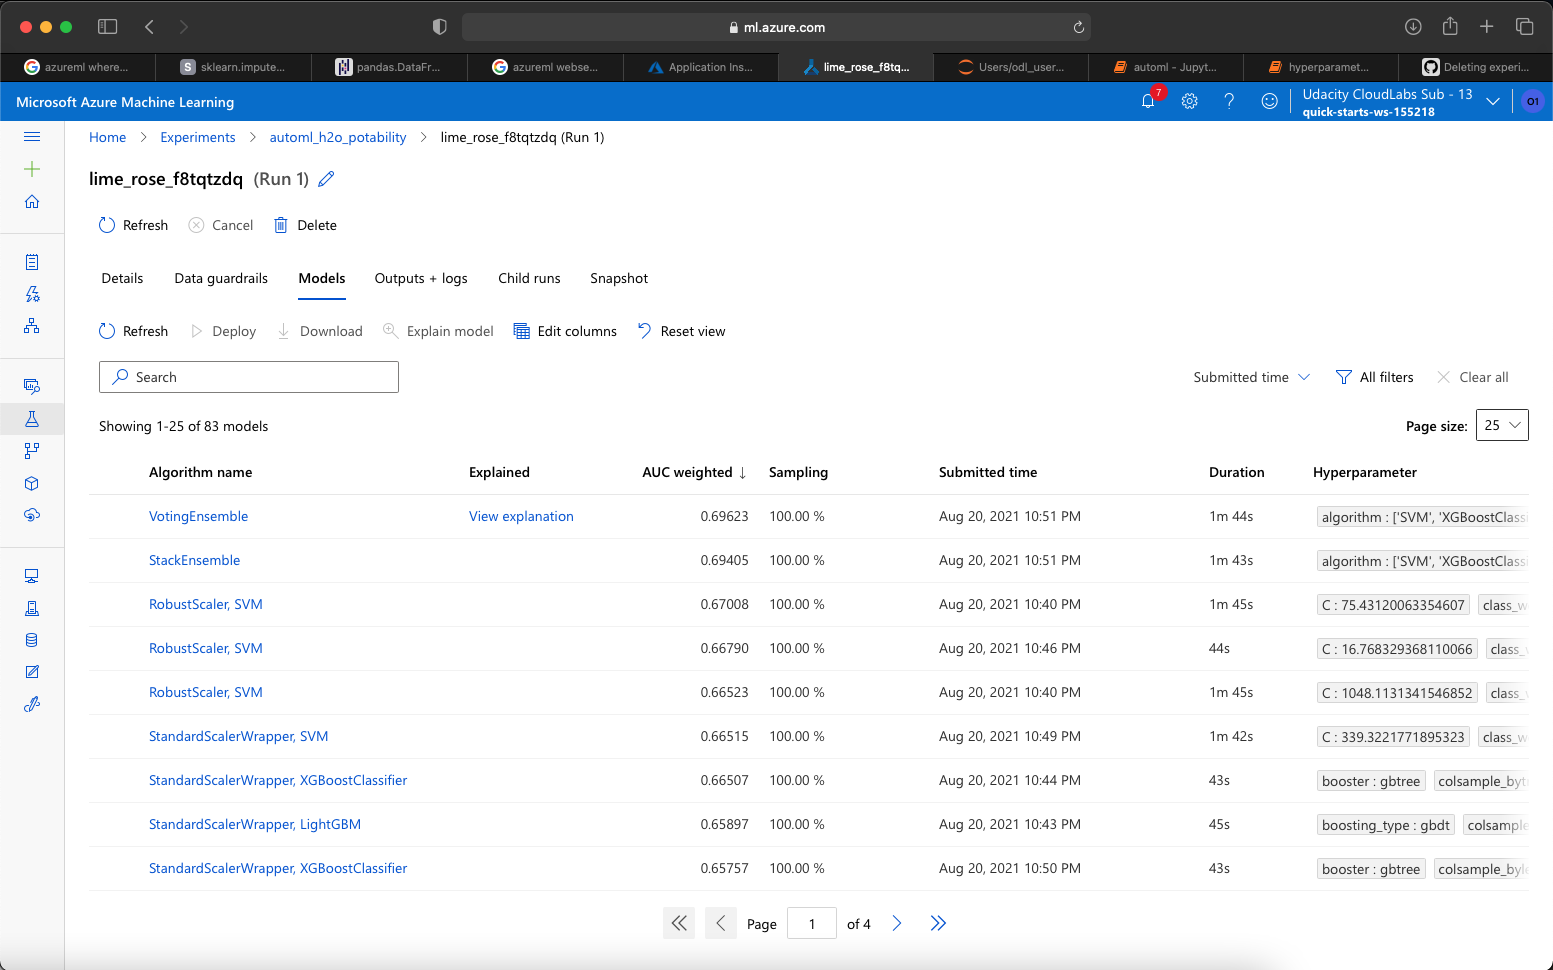 ml.azure.com
azureml where...
S sklearn.impute...
pandas.DataFr...
azureml webse...
Application Ins...
lime_rose_f8tq...
Users/odl_user...
automl - Jupyt...
hyperparamet...
Deleting experi...
Microsoft Azure Machine Learning
7
?
Udacity CloudLabs Sub - 13
quick-starts-ws-155218
O1
Home > Experiments > automl_h2o_potability > lime_rose_f8tqtzdq (Run 1)
lime_rose_f8tqtzdq (Run 1)
Refresh Cancel Delete
Details Data guardrails Models Outputs + logs Child runs Snapshot
Refresh Deploy Download Explain model Edit columns Reset view
Search
Submitted time All filters Clear all
Showing 1-25 of 83 models
Page size: 25
Algorithm name Explained AUC weighted ↓ Sampling Submitted time Duration Hyperparameter
VotingEnsemble View explanation 0.69623 100.00 % Aug 20, 2021 10:51 PM 1m 44s algorithm : ['SVM', 'XGBoostClassi
StackEnsemble 0.69405 100.00 % Aug 20, 2021 10:51 PM 1m 43s algorithm : ['SVM', 'XGBoostClassi
RobustScaler, SVM 0.67008 100.00 % Aug 20, 2021 10:40 PM 1m 45s C : 75.43120063354607 class_w
RobustScaler, SVM 0.66790 100.00 % Aug 20, 2021 10:46 PM 44s C : 16.768329368110066 class_
RobustScaler, SVM 0.66523 100.00 % Aug 20, 2021 10:40 PM 1m 45s C : 1048.1131341546852 class_
StandardScalerWrapper, SVM 0.66515 100.00 % Aug 20, 2021 10:49 PM 1m 42s C : 339.3221771895323 class_w
StandardScalerWrapper, XGBoostClassifier 0.66507 100.00 % Aug 20, 2021 10:44 PM 43s booster : gbtree colsample_byt
StandardScalerWrapper, LightGBM 0.65897 100.00 % Aug 20, 2021 10:43 PM 45s boosting_type : gbdt colsample
StandardScalerWrapper, XGBoostClassifier 0.65757 100.00 % Aug 20, 2021 10:50 PM 43s booster : gbtree colsample_byl
Page 1 of 4